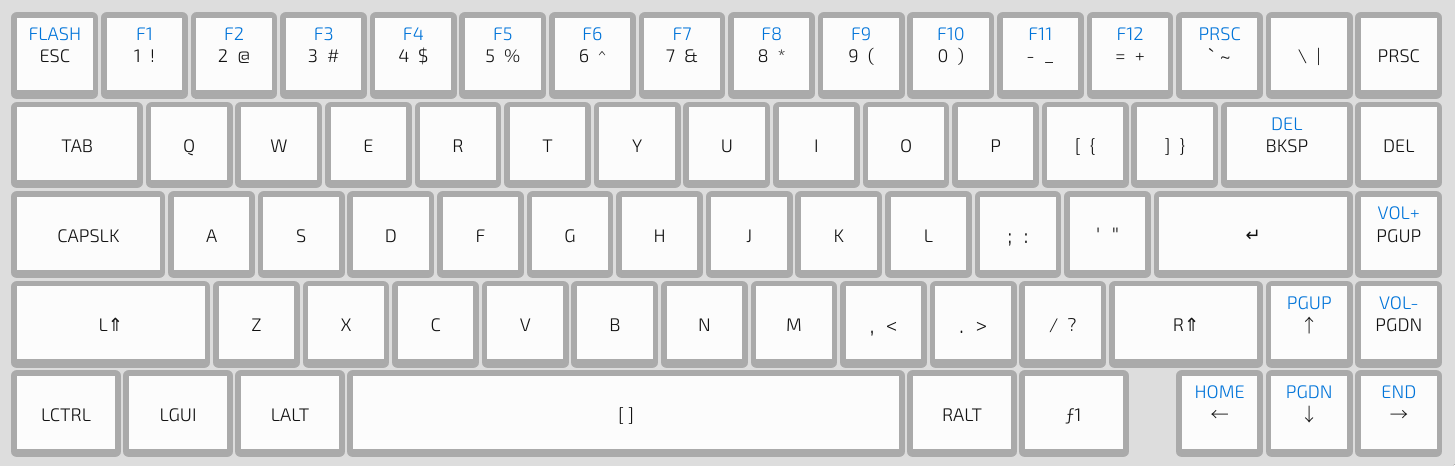 FLASH F1 F2 F3 F4 F5 F6 F7 F8 F9 F10 F11 F12 PRSC
ESC 1 ! 2 @ 3 # 4 $ 5 % 6 ^ 7 & 8 * 9 ( 0 ) - _ = + ` ~ \ | PRSC
DEL
TAB Q W E R T Y U I O P [ { ] } BKSP DEL
VOL+
CAPSLK A S D F G H J K L ; : ' " ↵ PGUP
PGUP VOL-
L⇑ Z X C V B N M , < . > / ? R⇑ ↑ PGDN
HOME PGDN END
LCTRL LGUI LALT [ ] RALT ƒ1 ← ↓ →